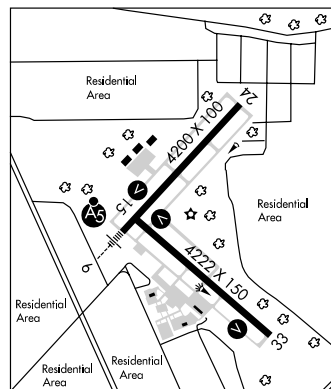 Residential
Area
24
4200 X 100
V
15
A5
V
Residential
Area
6
4222 X 150
V
33
Residential
Area
Residential
Area
Residential
Area